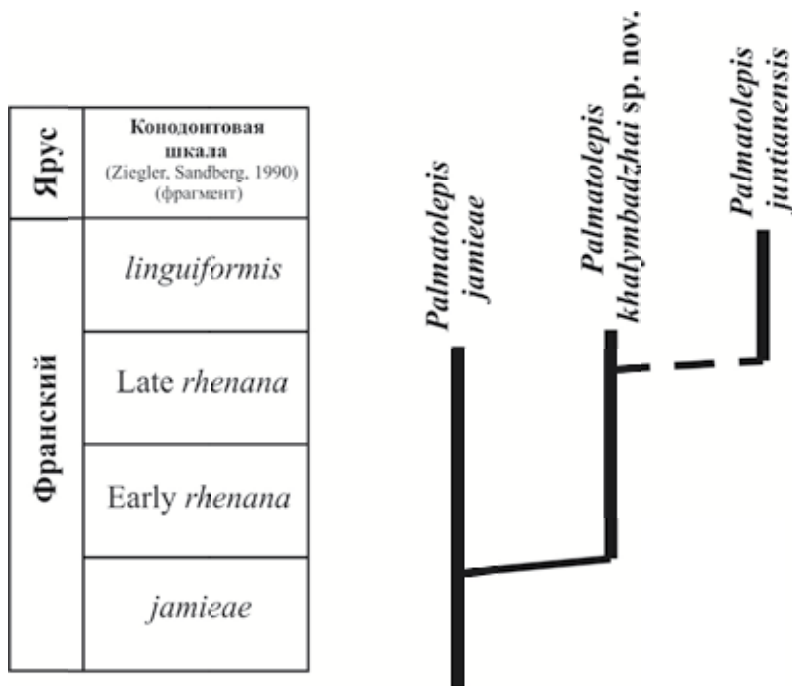 Ярус
Конодонтовая
шкала
(Ziegler, Sandberg, 1990)
(фрагмент)
Франский
linguiformis
Late rhenana
Early rhenana
jamieae
Palmatolepis
jamieae
Palmatolepis
khalymbadzhai sp. nov.
Palmatolepis
juntianensis